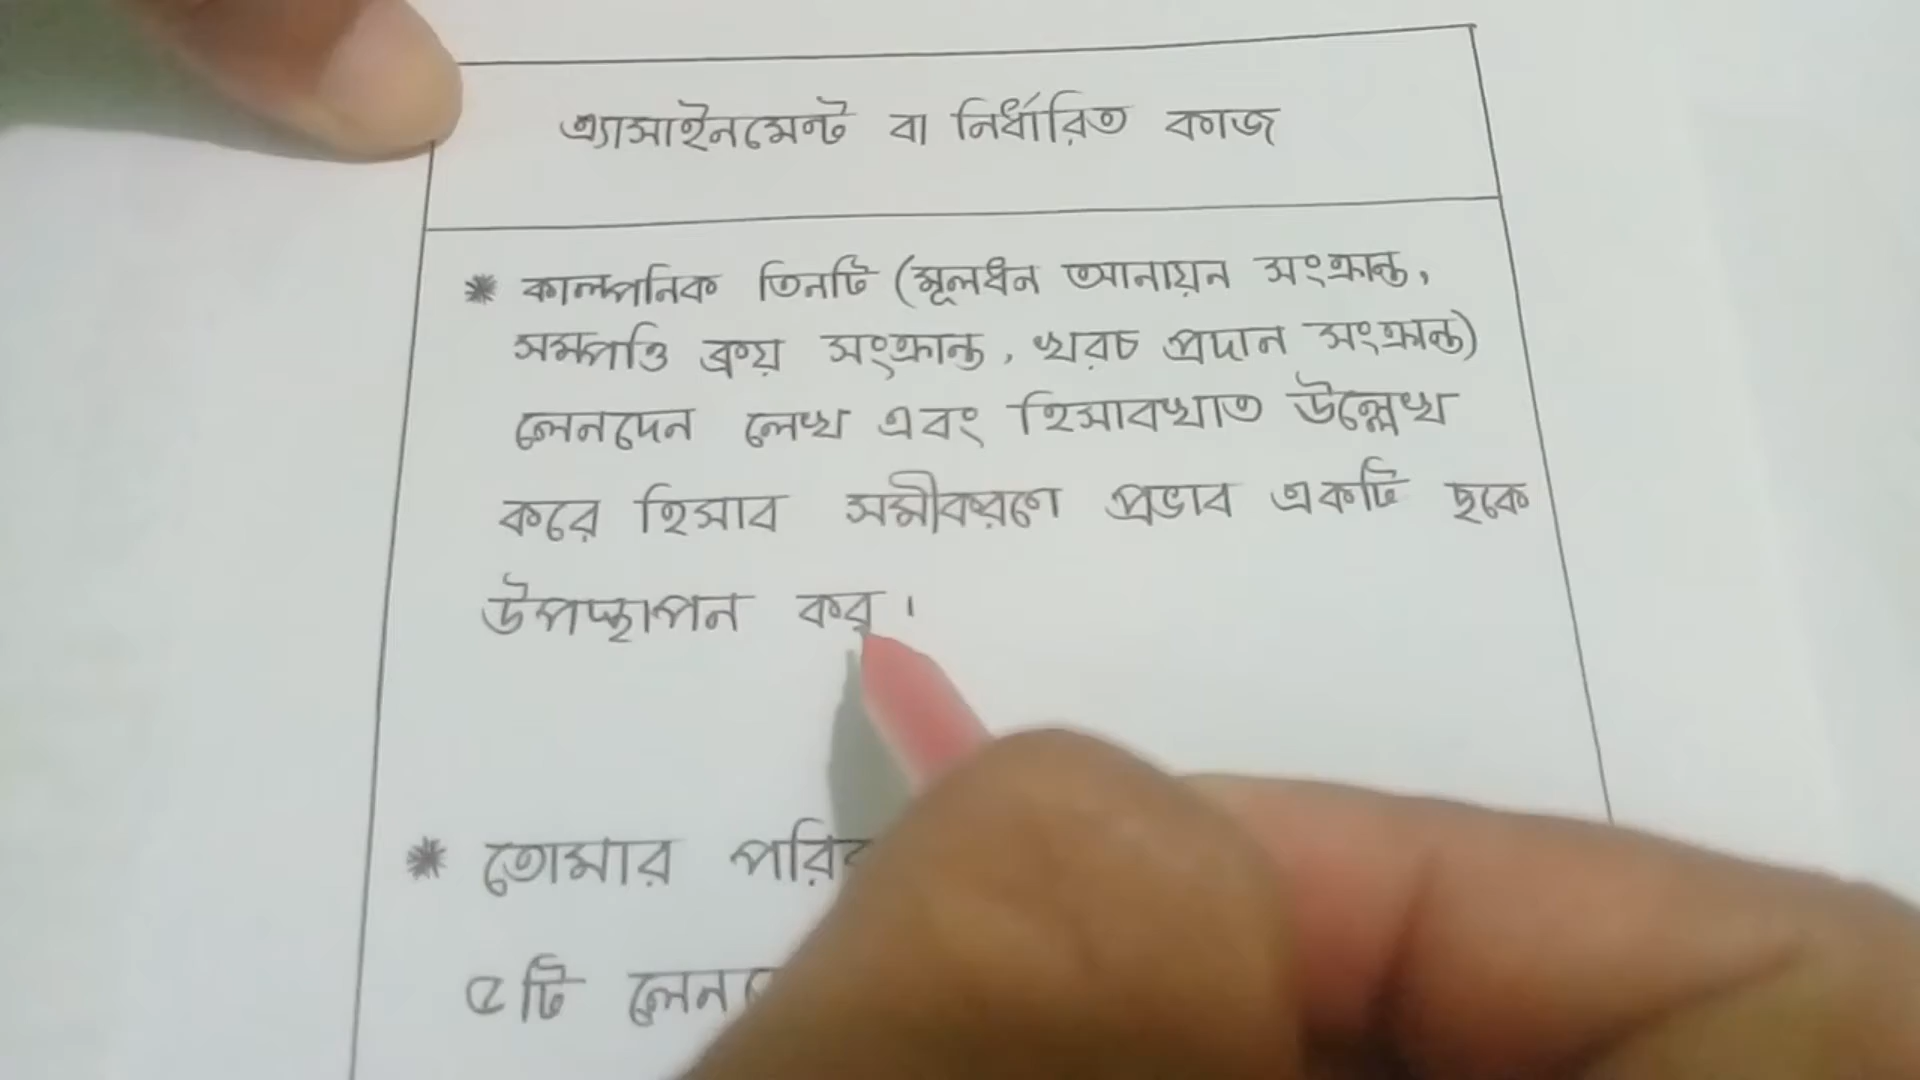 এ্যাসাইনমেন্ট বা নির্ধারিত কাজ
* কাল্পনিক তিনটি (মূলধন আনায়ন সংক্রান্ত,
সম্পত্তি ক্রয় সংক্রান্ত, খরচ প্রদান সংক্রান্ত)
লেনদেন লেখ এবং হিসাবখাত উল্লেখ
করে হিসাব সমীকরণে প্রভাব একটি ছকে
উপস্থাপন কর।
* তোমার
৫টি